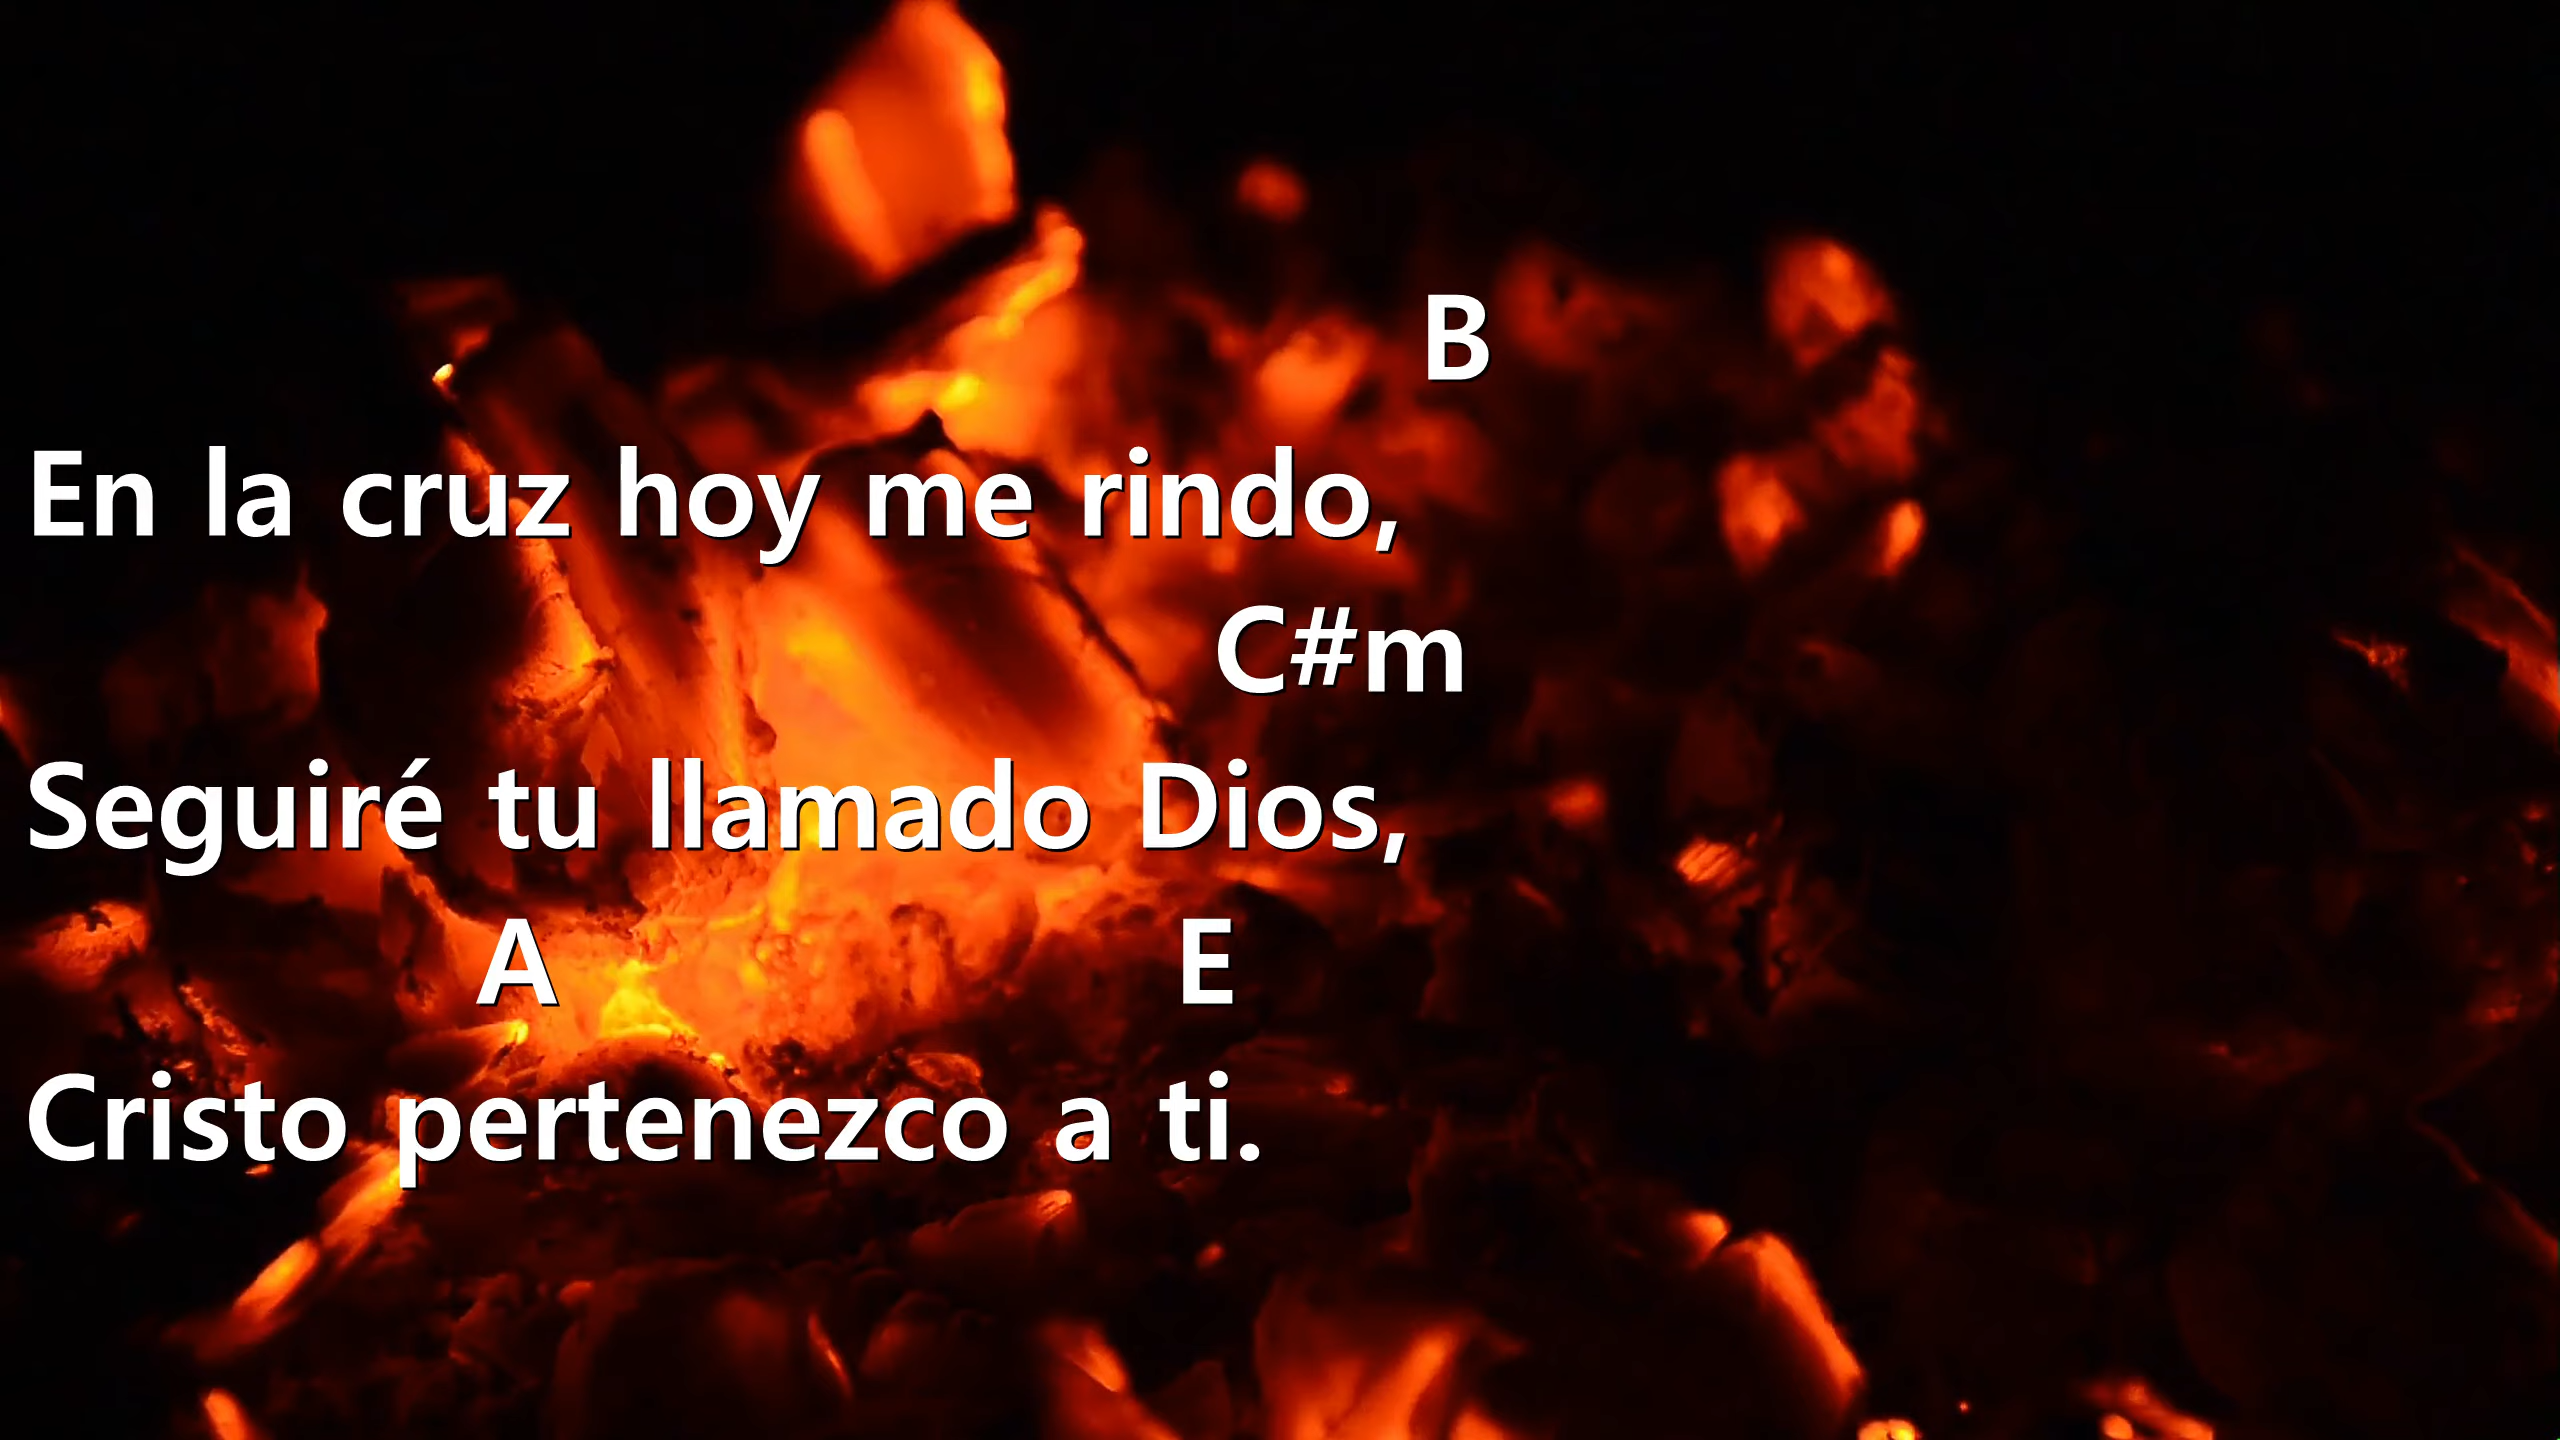 B
En la cruz hoy me rindo,
C#m
Seguiré tu llamado Dios,
A E
Cristo pertenezco a ti.